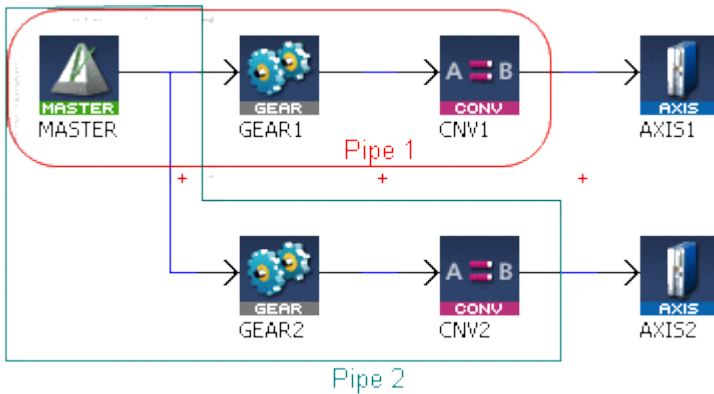 MASTER
MASTER
GEAR
GEAR1
A B
CONV
CNV1
AXIS
AXIS1
Pipe 1
GEAR
GEAR2
A B
CONV
CNV2
AXIS
AXIS2
Pipe 2